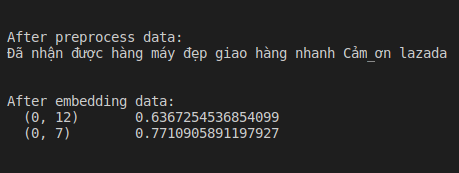 After preprocess data:
Đã nhận được hàng máy đẹp giao hàng nhanh Cảm_ơn lazada
After embedding data:
(0, 12) 0.6367254536854099
(0, 7) 0.7710905891197927